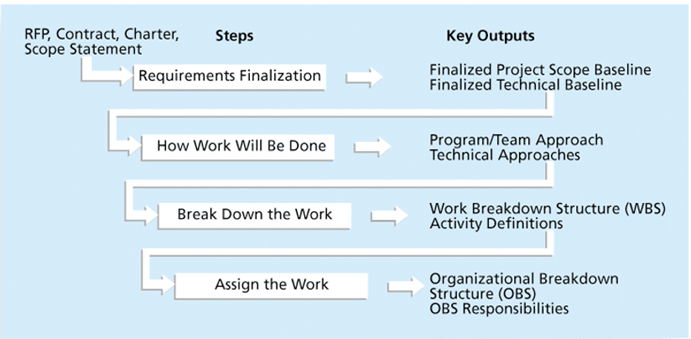 RFP, Contract, Charter,
Scope Statement
Steps
Key Outputs
Requirements Finalization
Finalized Project Scope Baseline
Finalized Technical Baseline
How Work Will Be Done
Program/Team Approach
Technical Approaches
Break Down the Work
Work Breakdown Structure (WBS)
Activity Definitions
Assign the Work
Organizational Breakdown
Structure (OBS)
OBS Responsibilities